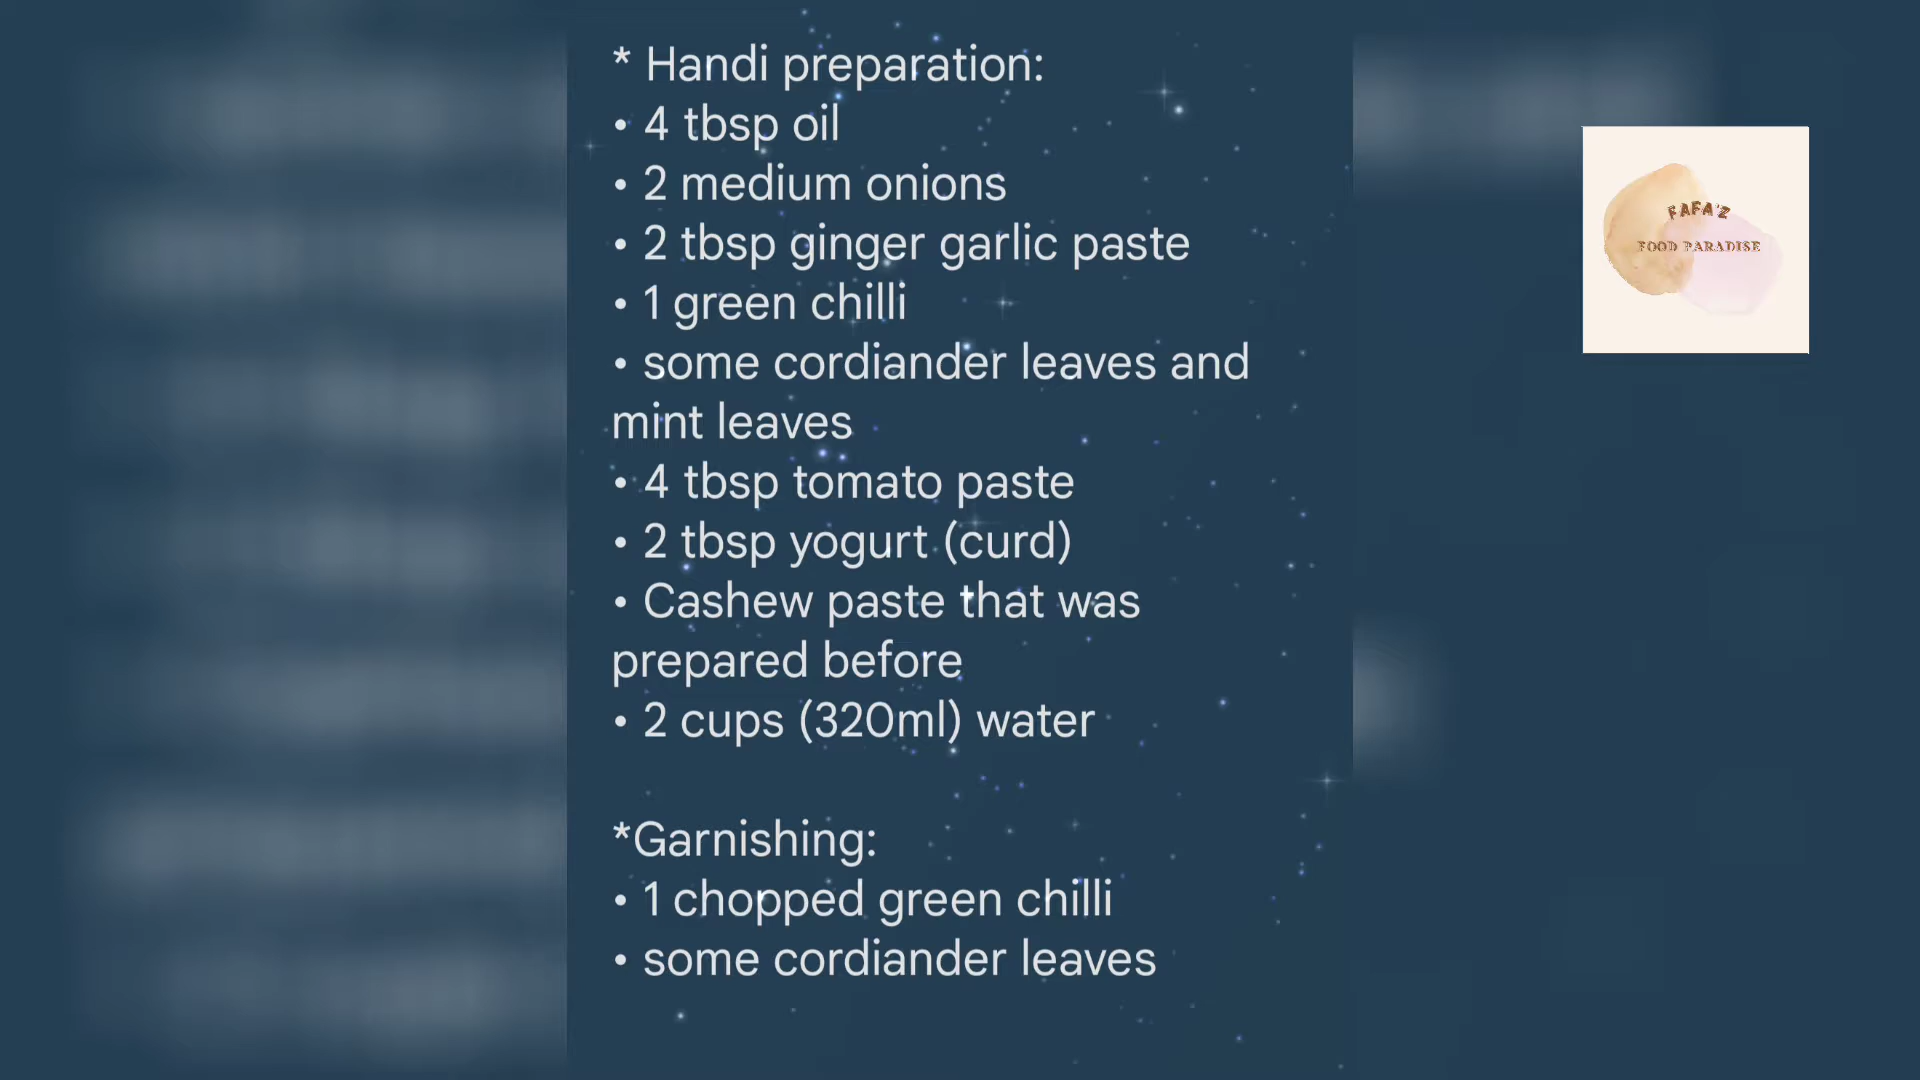 * Handi preparation:
• 4 tbsp oil
• 2 medium onions
• 2 tbsp ginger garlic paste
• 1 green chilli
• some cordiander leaves and
mint leaves
• 4 tbsp tomato paste
• 2 tbsp yogurt (curd)
• Cashew paste that was
prepared before
• 2 cups (320ml) water
*Garnishing:
• 1 chopped green chilli
• some cordiander leaves
FAFA'Z
FOOD PARADISE